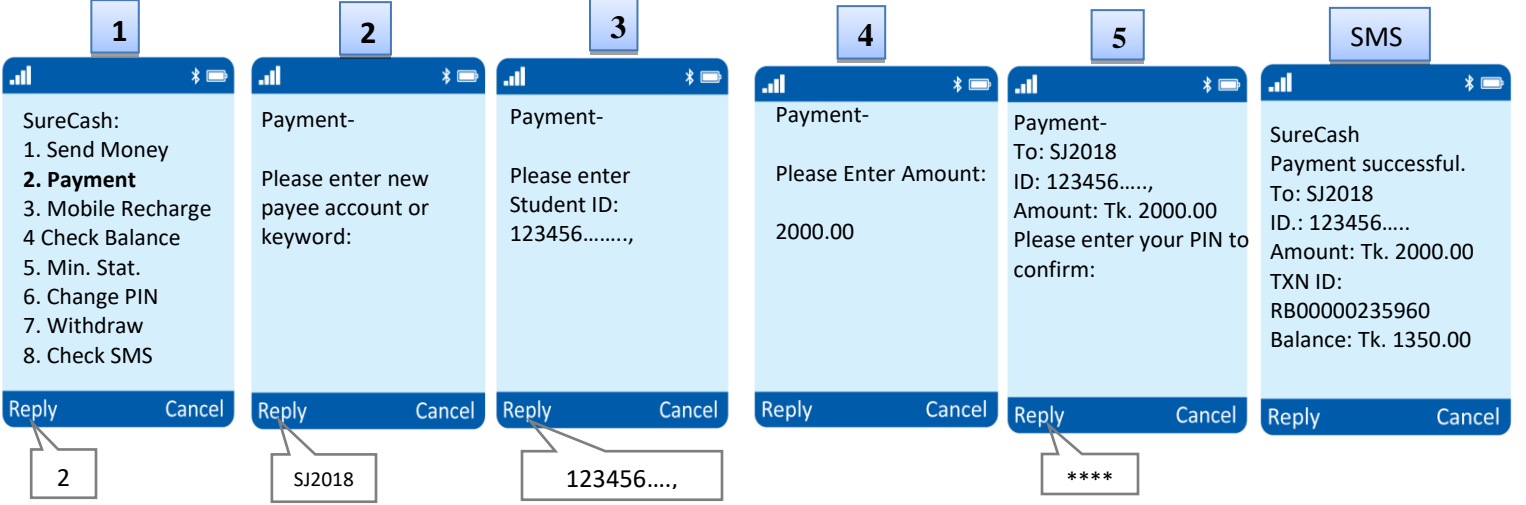 1
SureCash:
1. Send Money
2. Payment
3. Mobile Recharge
4 Check Balance
5. Min. Stat.
6. Change PIN
7. Withdraw
8. Check SMS
Reply Cancel
2
2
Payment-
Please enter new
payee account or
keyword:
Reply Cancel
SJ2018
3
Payment-
Please enter
Student ID:
123456........,
Reply Cancel
123456....,
4
Payment-
Please Enter Amount:
2000.00
Reply Cancel
5
Payment-
To: SJ2018
ID: 123456.....,
Amount: Tk. 2000.00
Please enter your PIN to
confirm:
Reply Cancel
****
SMS
SureCash
Payment successful.
To: SJ2018
ID.: 123456.....
Amount: Tk. 2000.00
TXN ID:
RB00000235960
Balance: Tk. 1350.00
Reply Cancel